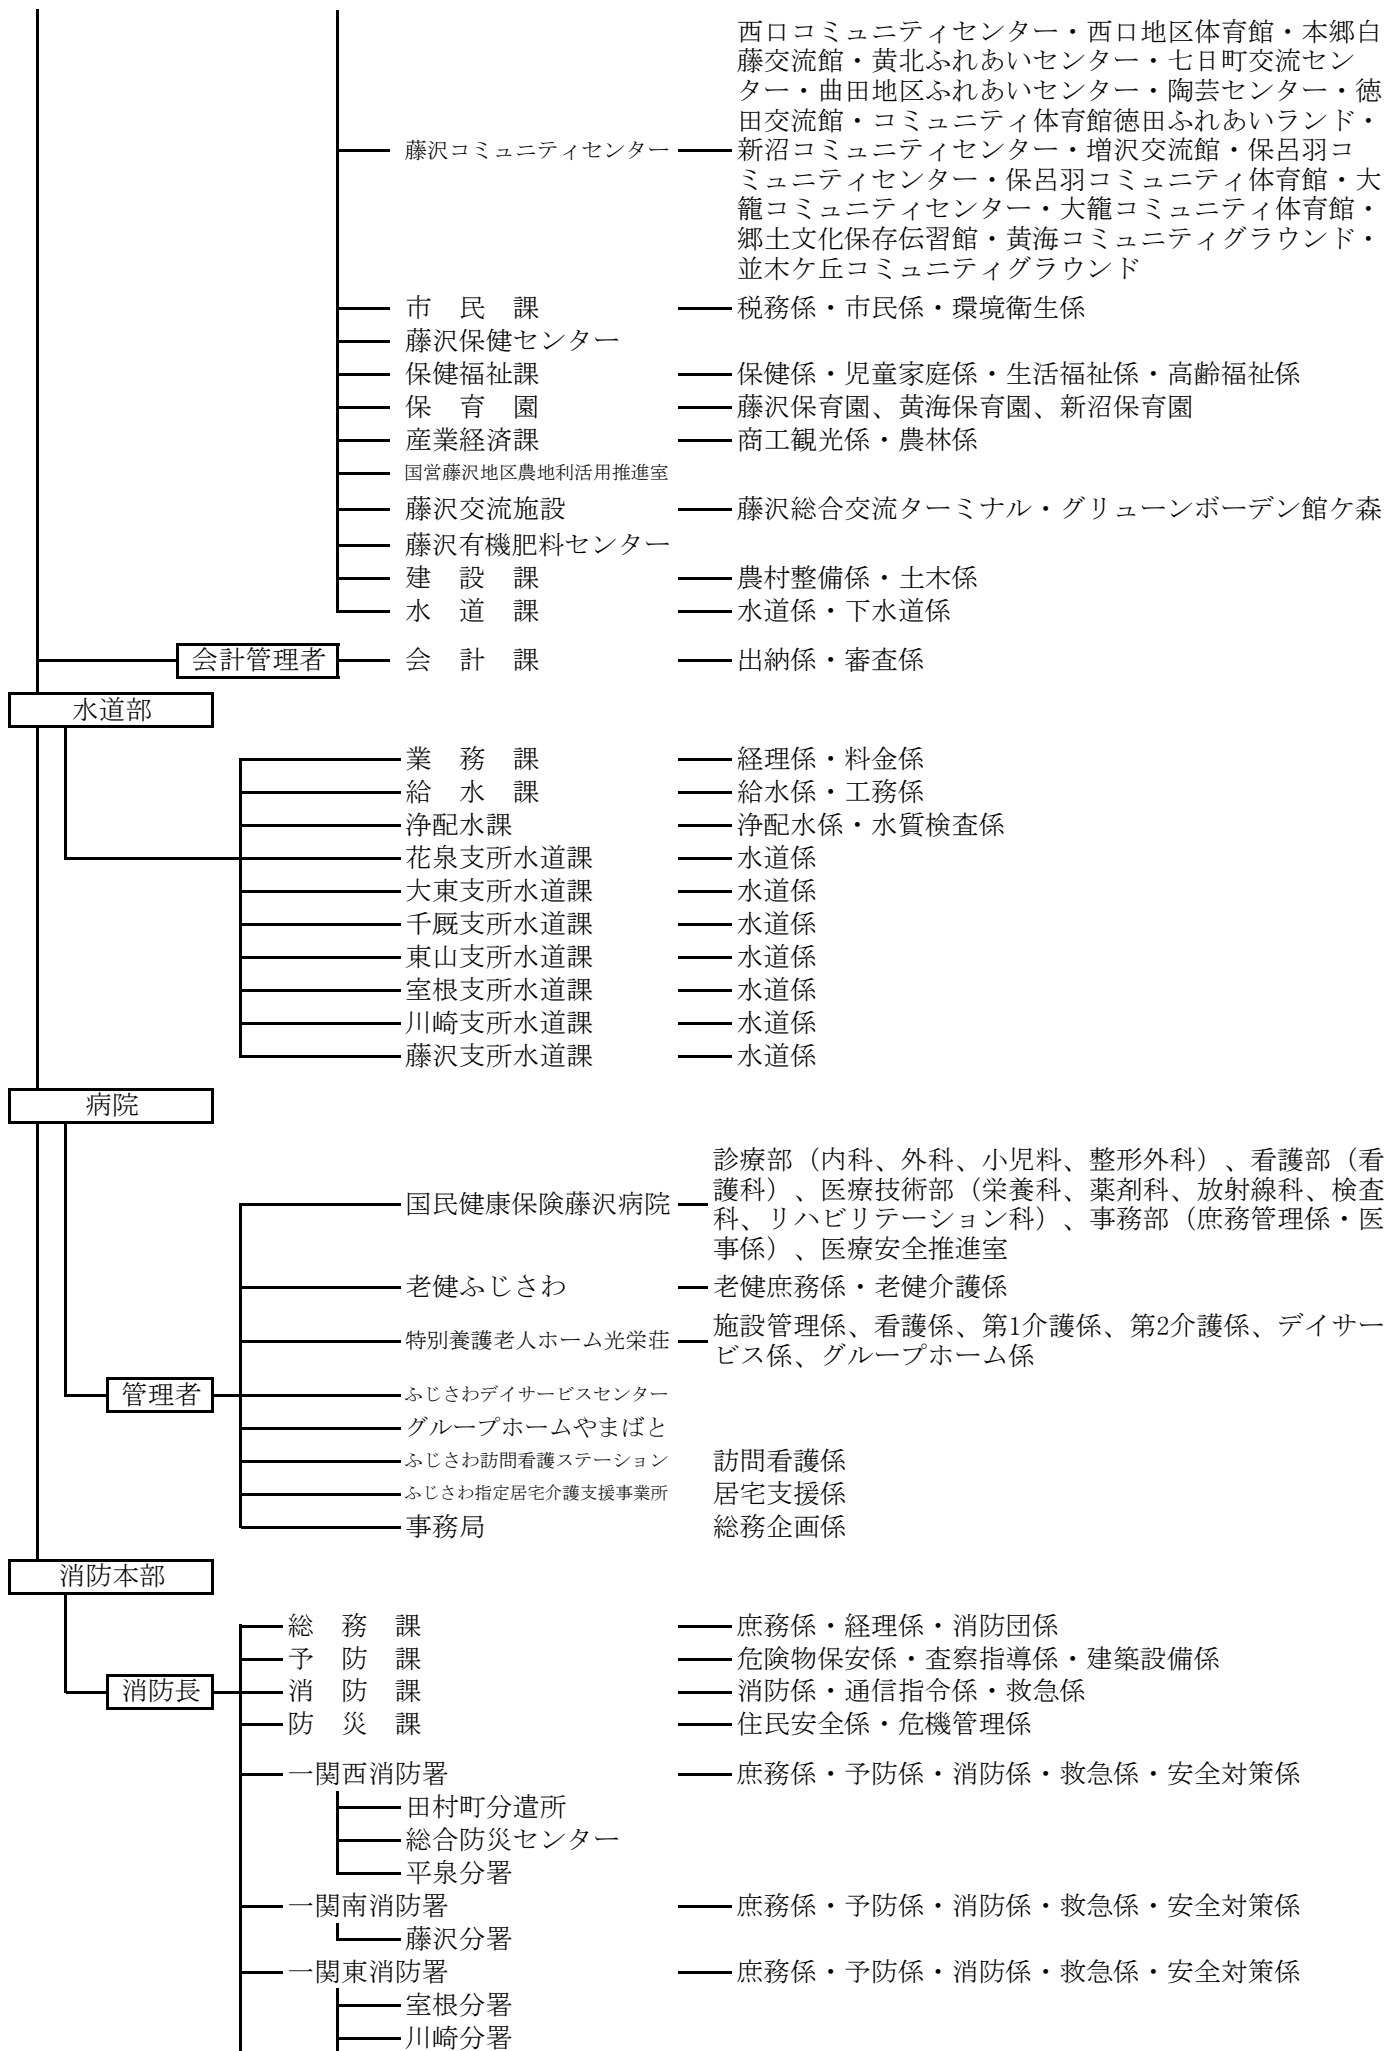 西口コミュニティセンター・西口地区体育館・本郷白
藤交流館・黄北ふれあいセンター・七日町交流セン
ター・曲田地区ふれあいセンター・陶芸センター・徳
田交流館・コミュニティ体育館徳田ふれあいランド・
藤沢コミュニティセンター 新沼コミュニティセンター・増沢交流館・保呂羽コ
ミュニティセンター・保呂羽コミュニティ体育館・大
籠コミュニティセンター・大籠コミュニティ体育館・
郷土文化保存伝習館・黄海コミュニティグラウンド・
並木ケ丘コミュニティグラウンド
市　民　課 税務係・市民係・環境衛生係
藤沢保健センター
保健福祉課 保健係・児童家庭係・生活福祉係・高齢福祉係
保　育　園 藤沢保育園、黄海保育園、新沼保育園
産業経済課 商工観光係・農林係
国営藤沢地区農地利活用推進室
藤沢交流施設 藤沢総合交流ターミナル・グリューンボーデン館ケ森
藤沢有機肥料センター
建　設　課 農村整備係・土木係
水　道　課 水道係・下水道係
会計管理者 会　計　課 出納係・審査係
水道部
業　務　課 経理係・料金係
給　水　課 給水係・工務係
浄配水課 浄配水係・水質検査係
花泉支所水道課 水道係
大東支所水道課 水道係
千厩支所水道課 水道係
東山支所水道課 水道係
室根支所水道課 水道係
川崎支所水道課 水道係
藤沢支所水道課 水道係
病院
診療部（内科、外科、小児科、整形外科）、看護部（看
国民健康保険藤沢病院 護科）、医療技術部（栄養科、薬剤科、放射線科、検査
科、リハビリテーション科）、事務部（庶務管理係・医
事係）、医療安全推進室
老健ふじさわ 老健庶務係・老健介護係
特別養護老人ホーム光栄荘 施設管理係、看護係、第1介護係、第2介護係、デイサー
ビス係、グループホーム係
管理者 ふじさわデイサービスセンター
グループホームやまばと
ふじさわ訪問看護ステーション 訪問看護係
ふじさわ指定居宅介護支援事業所 居宅支援係
事務局 総務企画係
消防本部
総　務　課 庶務係・経理係・消防団係
予　防　課 危険物保安係・査察指導係・建築設備係
消防長 消　防　課 消防係・通信指令係・救急係
防　災　課 住民安全係・危機管理係
一関西消防署 庶務係・予防係・消防係・救急係・安全対策係
田村町分遣所
総合防災センター
平泉分署
一関南消防署 庶務係・予防係・消防係・救急係・安全対策係
藤沢分署
一関東消防署 庶務係・予防係・消防係・救急係・安全対策係
室根分署
川崎分署